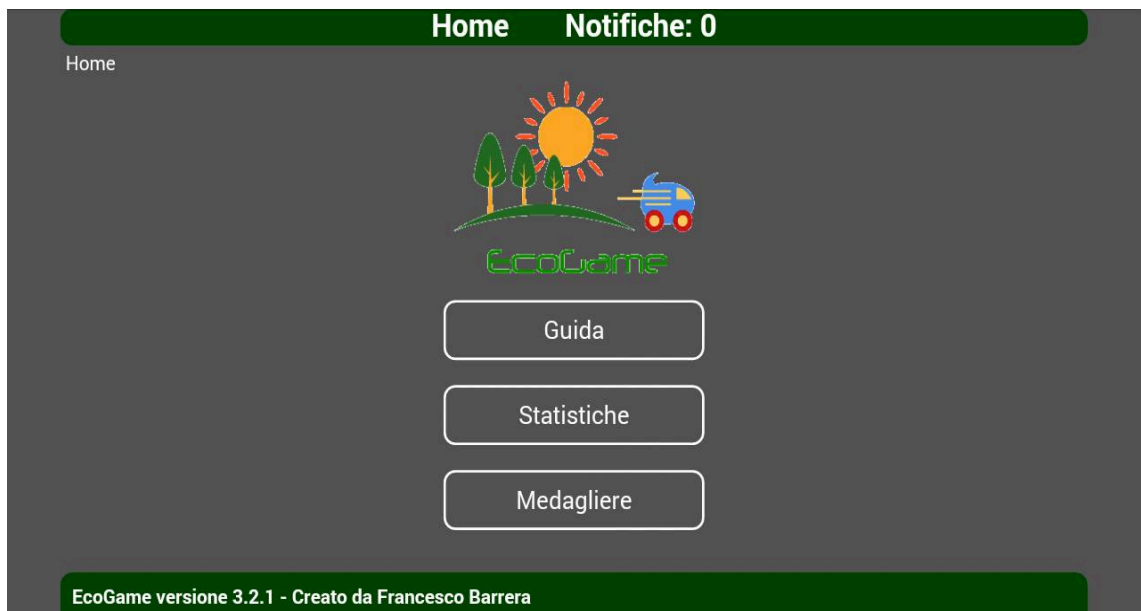 Home Notifiche: 0
Home
EcoGame
Guida
Statistiche
Medagliere
EcoGame versione 3.2.1 - Creato da Francesco Barrera